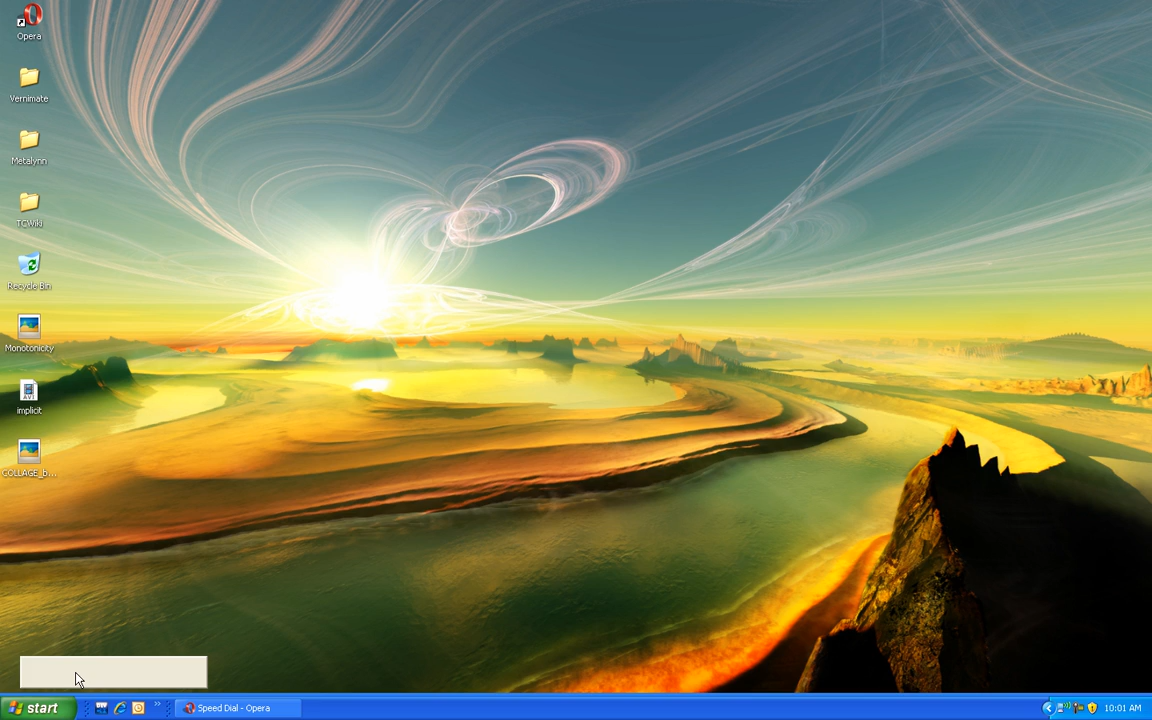 Opera
Vernimate
Metalynn
TCWiki
Recycle Bin
Monotonicity
implicit
COLLAGE_b...
start
Speed Dial - Opera
10:01 AM